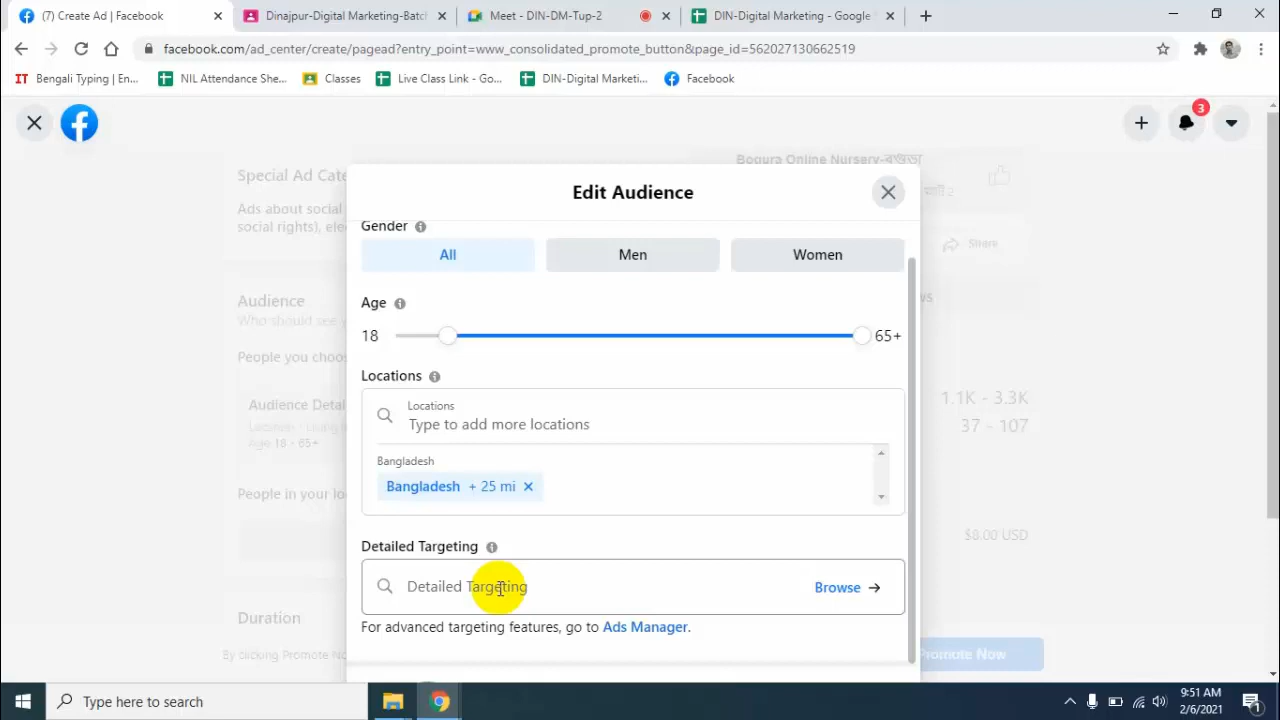 (7) Create Ad | Facebook
Dinajpur-Digital Marketing-Batch
Meet - DIN-DM-Tup-2
DIN-Digital Marketing - Google
facebook.com/ad_center/create/pagead?entry_point=www_consolidated_promote_button&page_id=562027130662519
IT Bengali Typing | En...
NIL Attendance She...
Classes
Live Class Link - Go...
DIN-Digital Marketi...
Facebook
3
Special Ad Cate
Bogura Online Nursery-বগুড়া
Ads about social
social rights), ele
Share
Edit Audience
Gender
All
Men
Women
Audience
Who should see y
Age
18
65+
People you choos
Locations
Audience Detai
Age 18 - 65+
1.1K - 3.3K
37 - 107
Locations
Type to add more locations
Bangladesh
Bangladesh + 25 mi
People in your lo
$8.00 USD
Detailed Targeting
Detailed Targeting
Browse
For advanced targeting features, go to Ads Manager.
Duration
By clicking Promote No
Promote Now
Type here to search
9:51 AM
2/6/2021
1